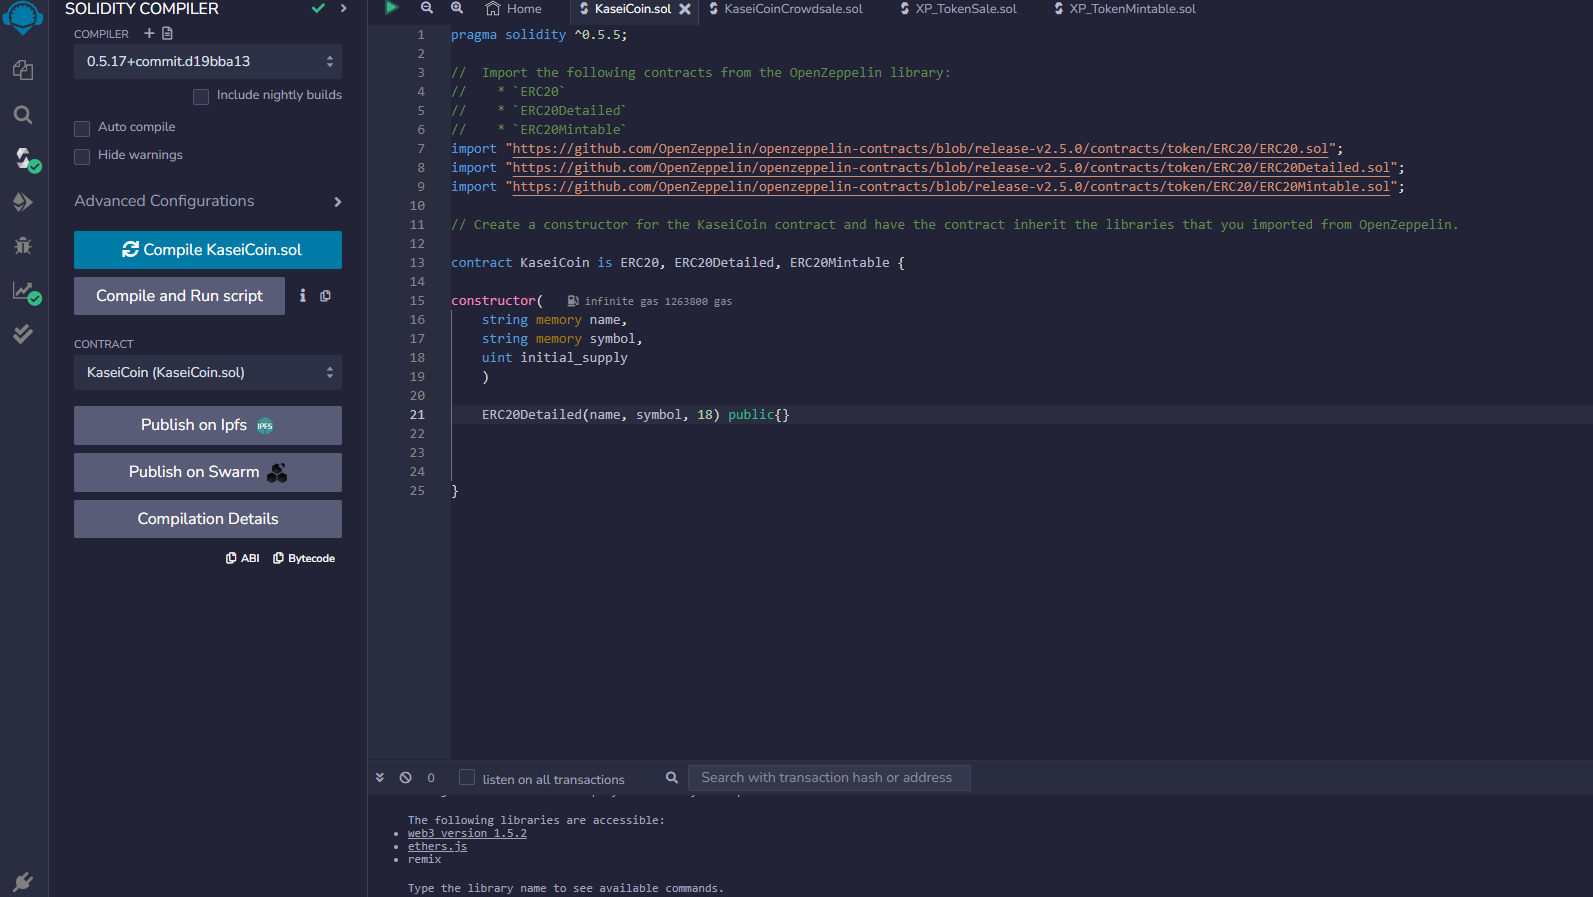 SOLIDITY COMPILER
COMPILER
0.5.17+commit.d19bba13
Include nightly builds
Auto compile
Hide warnings
Advanced Configurations
Compile KaseiCoin.sol
Compile and Run script
CONTRACT
KaseiCoin (KaseiCoin.sol)
Publish on Ipfs IPFS
Publish on Swarm
Compilation Details
ABI Bytecode
Home KaseiCoin.sol KaseiCoinCrowdsale.sol XP_TokenSale.sol XP_TokenMintable.sol
1 pragma solidity ^0.5.5;
2
3 //  Import the following contracts from the OpenZeppelin library:
4 //    * `ERC20`
5 //    * `ERC20Detailed`
6 //    * `ERC20Mintable`
7 import "https://github.com/OpenZeppelin/openzeppelin-contracts/blob/release-v2.5.0/contracts/token/ERC20/ERC20.sol";
8 import "https://github.com/OpenZeppelin/openzeppelin-contracts/blob/release-v2.5.0/contracts/token/ERC20/ERC20Detailed.sol";
9 import "https://github.com/OpenZeppelin/openzeppelin-contracts/blob/release-v2.5.0/contracts/token/ERC20/ERC20Mintable.sol";
10
11 // Create a constructor for the KaseiCoin contract and have the contract inherit the libraries that you imported from OpenZeppelin.
12
13 contract KaseiCoin is ERC20, ERC20Detailed, ERC20Mintable {
14
15 constructor( infinite gas 1263800 gas
16     string memory name,
17     string memory symbol,
18     uint initial_supply
19     )
20
21     ERC20Detailed(name, symbol, 18) public{}
22
23
24
25 }
0 listen on all transactions Search with transaction hash or address
The following libraries are accessible:
• web3 version 1.5.2
• ethers.js
• remix
Type the library name to see available commands.